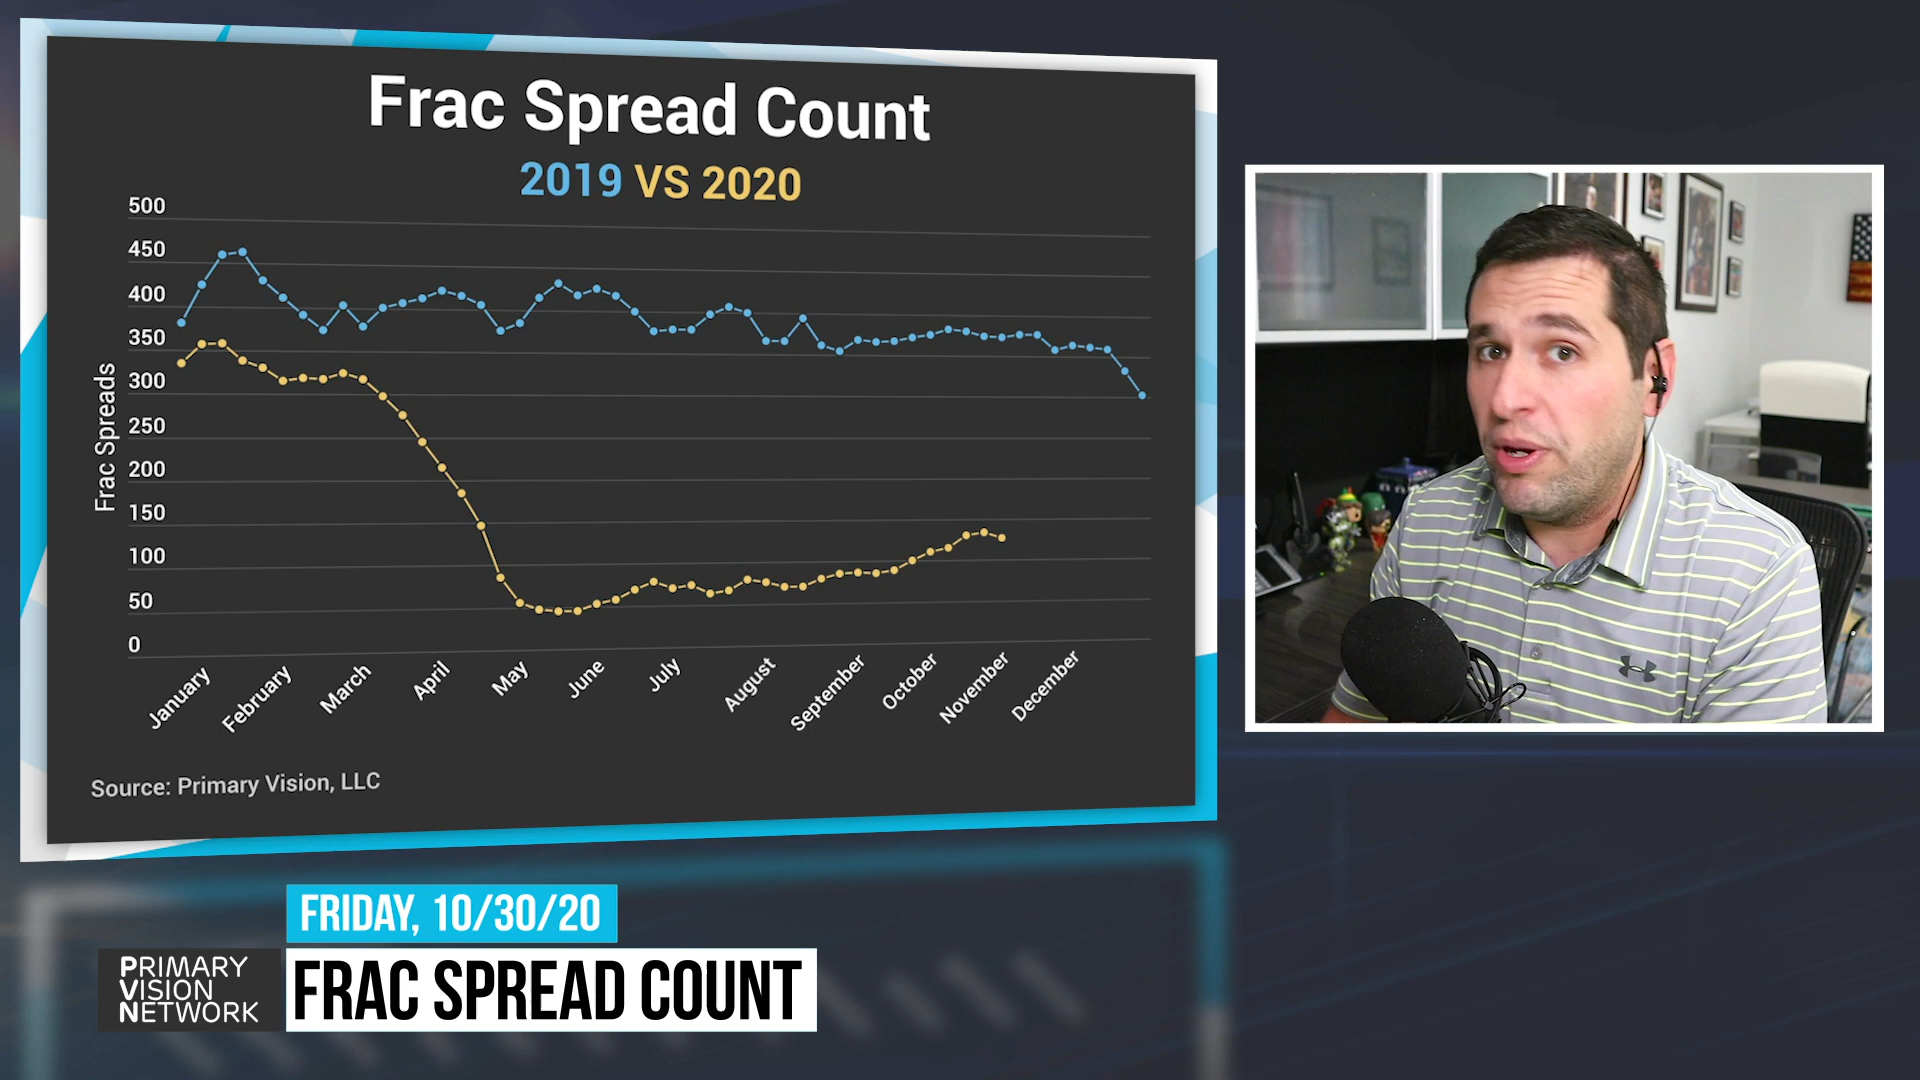 Frac Spread Count
2019 VS 2020
500
450
400
350
300
250
200
150
100
50
0
Frac Spreads
January
February
March
April
May
June
July
August
September
October
November
December
Source: Primary Vision, LLC
FRIDAY, 10/30/20
FRAC SPREAD COUNT
PRIMARY
VISION
NETWORK